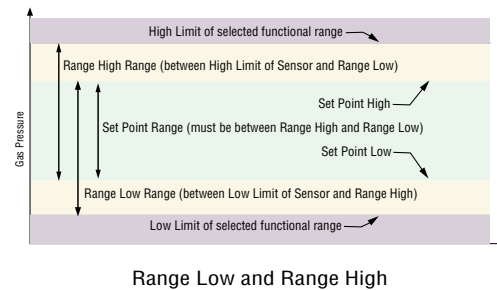 High Limit of selected functional range
Range High Range (between High Limit of Sensor and Range Low)
Set Point High
Set Point Range (must be between Range High and Range Low)
Set Point Low
Range Low Range (between Low Limit of Sensor and Range High)
Low Limit of selected functional range
Gas Pressure
Range Low and Range High